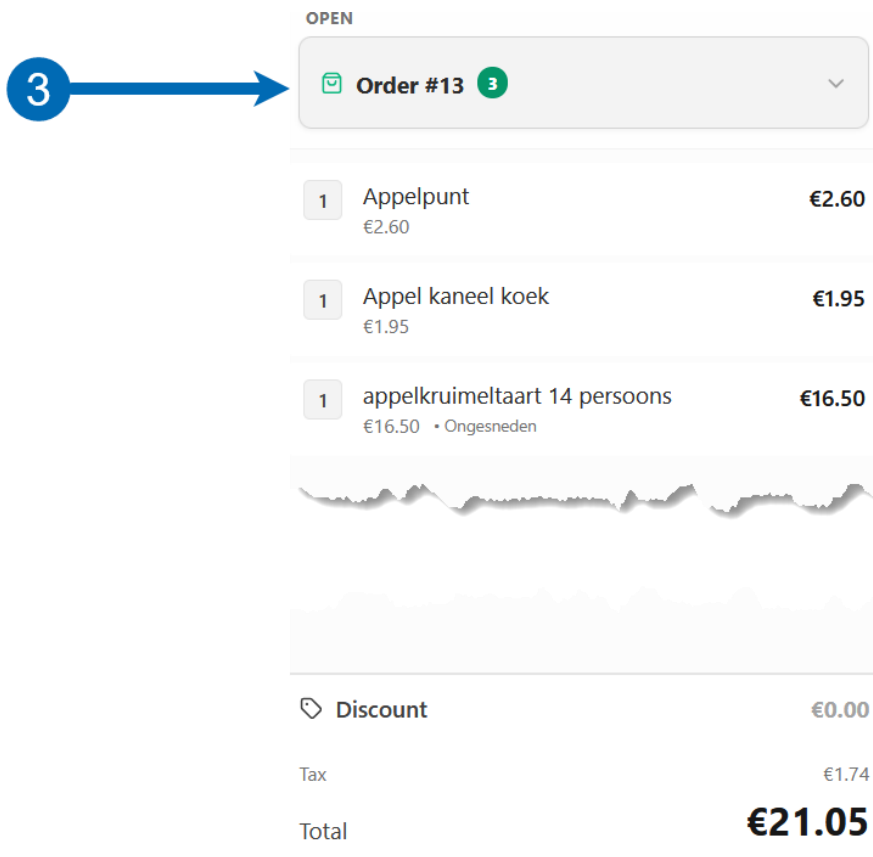 OPEN
3
Order #13 3
1 Appelpunt €2.60
€2.60
1 Appel kaneel koek €1.95
€1.95
1 appelkruimeltaart 14 persoons €16.50
€16.50 • Ongesneden
Discount €0.00
Tax €1.74
Total €21.05